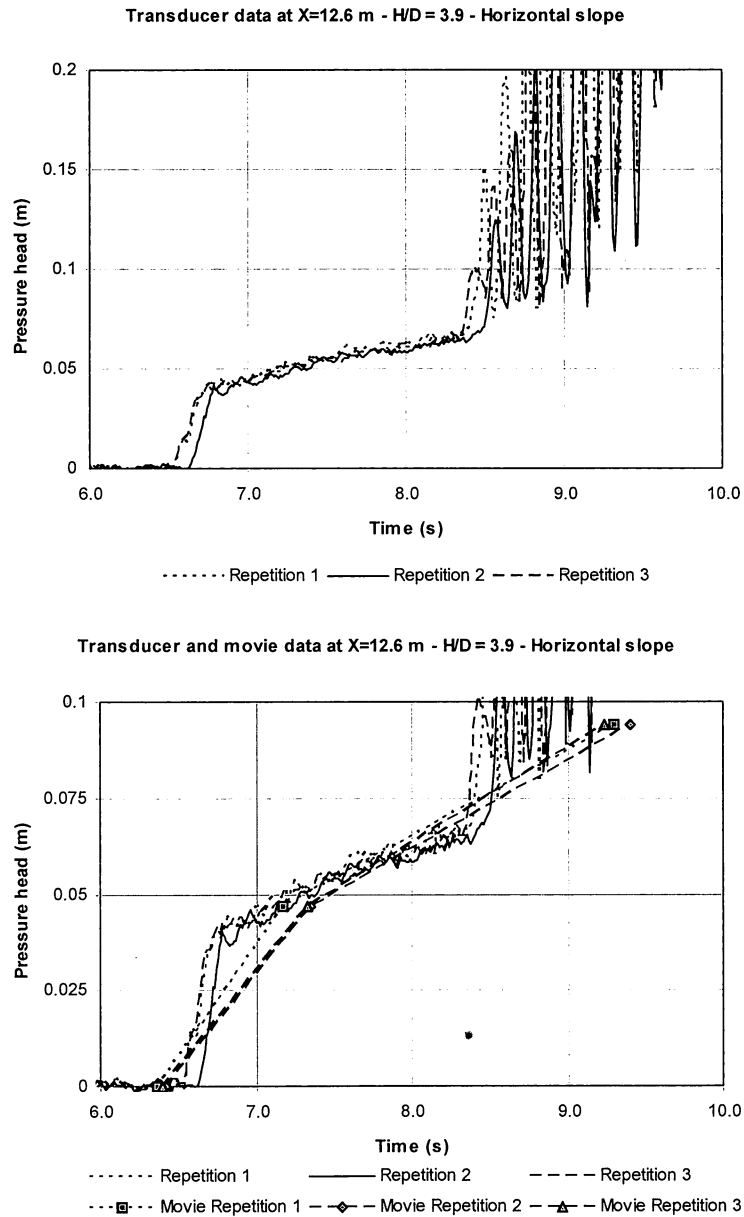 Transducer data at X=12.6 m - H/D = 3.9 - Horizontal slope
0.2
0.15
0.1
0.05
0
Pressure head (m)
6.0 7.0 8.0 9.0 10.0
Time (s)
Repetition 1 Repetition 2 Repetition 3
Transducer and movie data at X=12.6 m - H/D = 3.9 - Horizontal slope
0.1
0.075
0.05
0.025
0
Pressure head (m)
6.0 7.0 8.0 9.0 10.0
Time (s)
Repetition 1 Repetition 2 Repetition 3
Movie Repetition 1 Movie Repetition 2 Movie Repetition 3